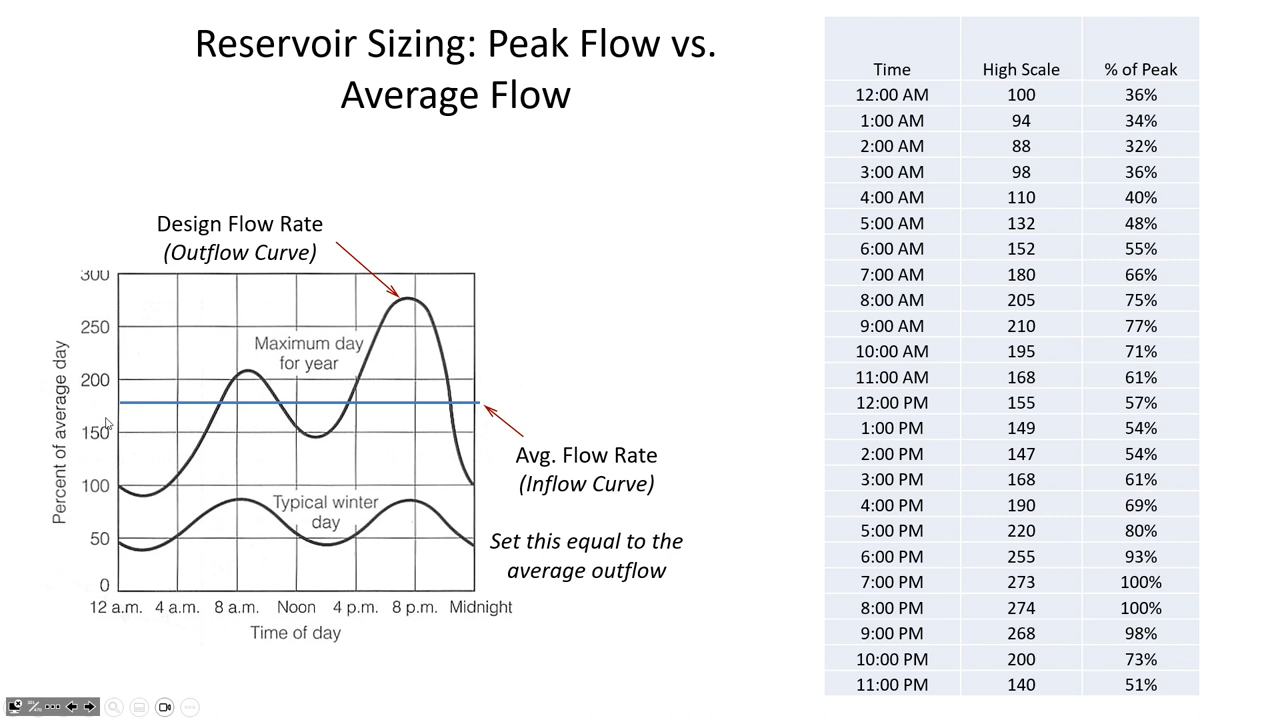 Reservoir Sizing: Peak Flow vs.
Average Flow
Design Flow Rate
(Outflow Curve)
300
250
200
150
100
50
0
Percent of average day
Maximum day
for year
Typical winter
day
12 a.m. 4 a.m. 8 a.m. Noon 4 p.m. 8 p.m. Midnight
Time of day
Avg. Flow Rate
(Inflow Curve)
Set this equal to the
average outflow
Time High Scale % of Peak
12:00 AM 100 36%
1:00 AM 94 34%
2:00 AM 88 32%
3:00 AM 98 36%
4:00 AM 110 40%
5:00 AM 132 48%
6:00 AM 152 55%
7:00 AM 180 66%
8:00 AM 205 75%
9:00 AM 210 77%
10:00 AM 195 71%
11:00 AM 168 61%
12:00 PM 155 57%
1:00 PM 149 54%
2:00 PM 147 54%
3:00 PM 168 61%
4:00 PM 190 69%
5:00 PM 220 80%
6:00 PM 255 93%
7:00 PM 273 100%
8:00 PM 274 100%
9:00 PM 268 98%
10:00 PM 200 73%
11:00 PM 140 51%